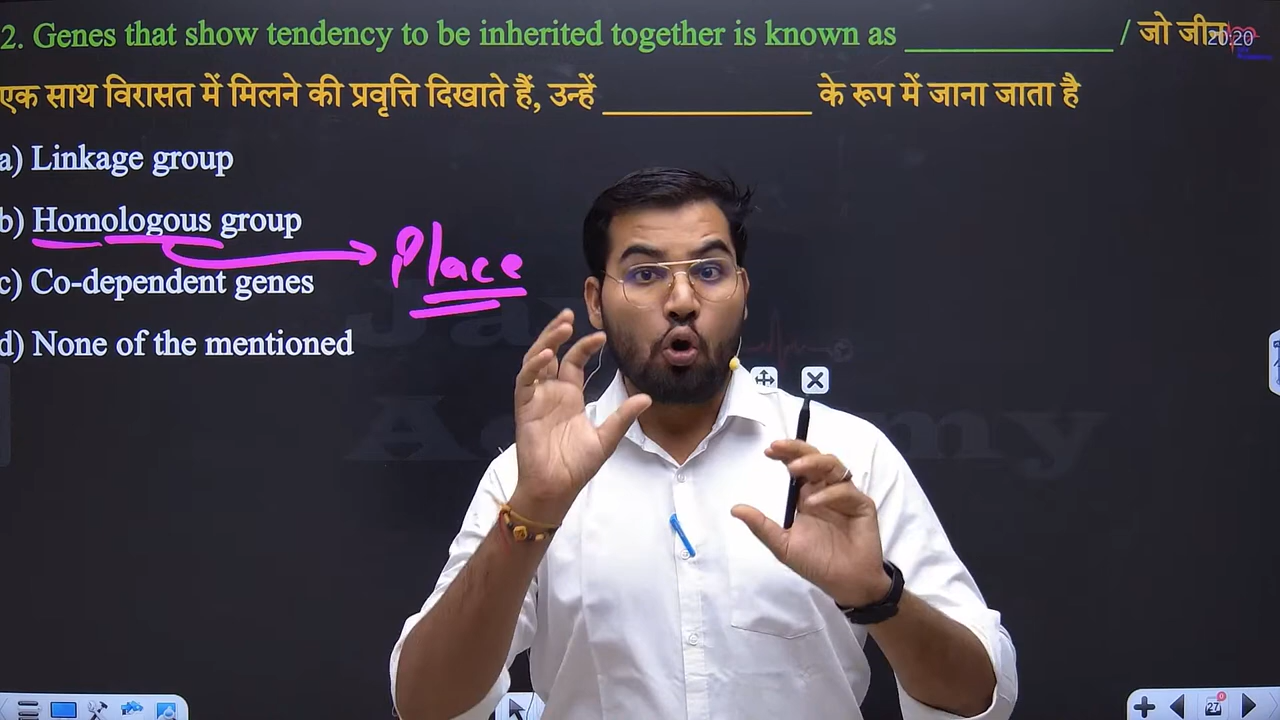 2. Genes that show tendency to be inherited together is known as ____________ / जो जीन
20:20
एक साथ विरासत में मिलने की प्रवृत्ति दिखाते हैं, उन्हें ____________ के रूप में जाना जाता है
a) Linkage group
b) Homologous group
Place
c) Co-dependent genes
d) None of the mentioned
27